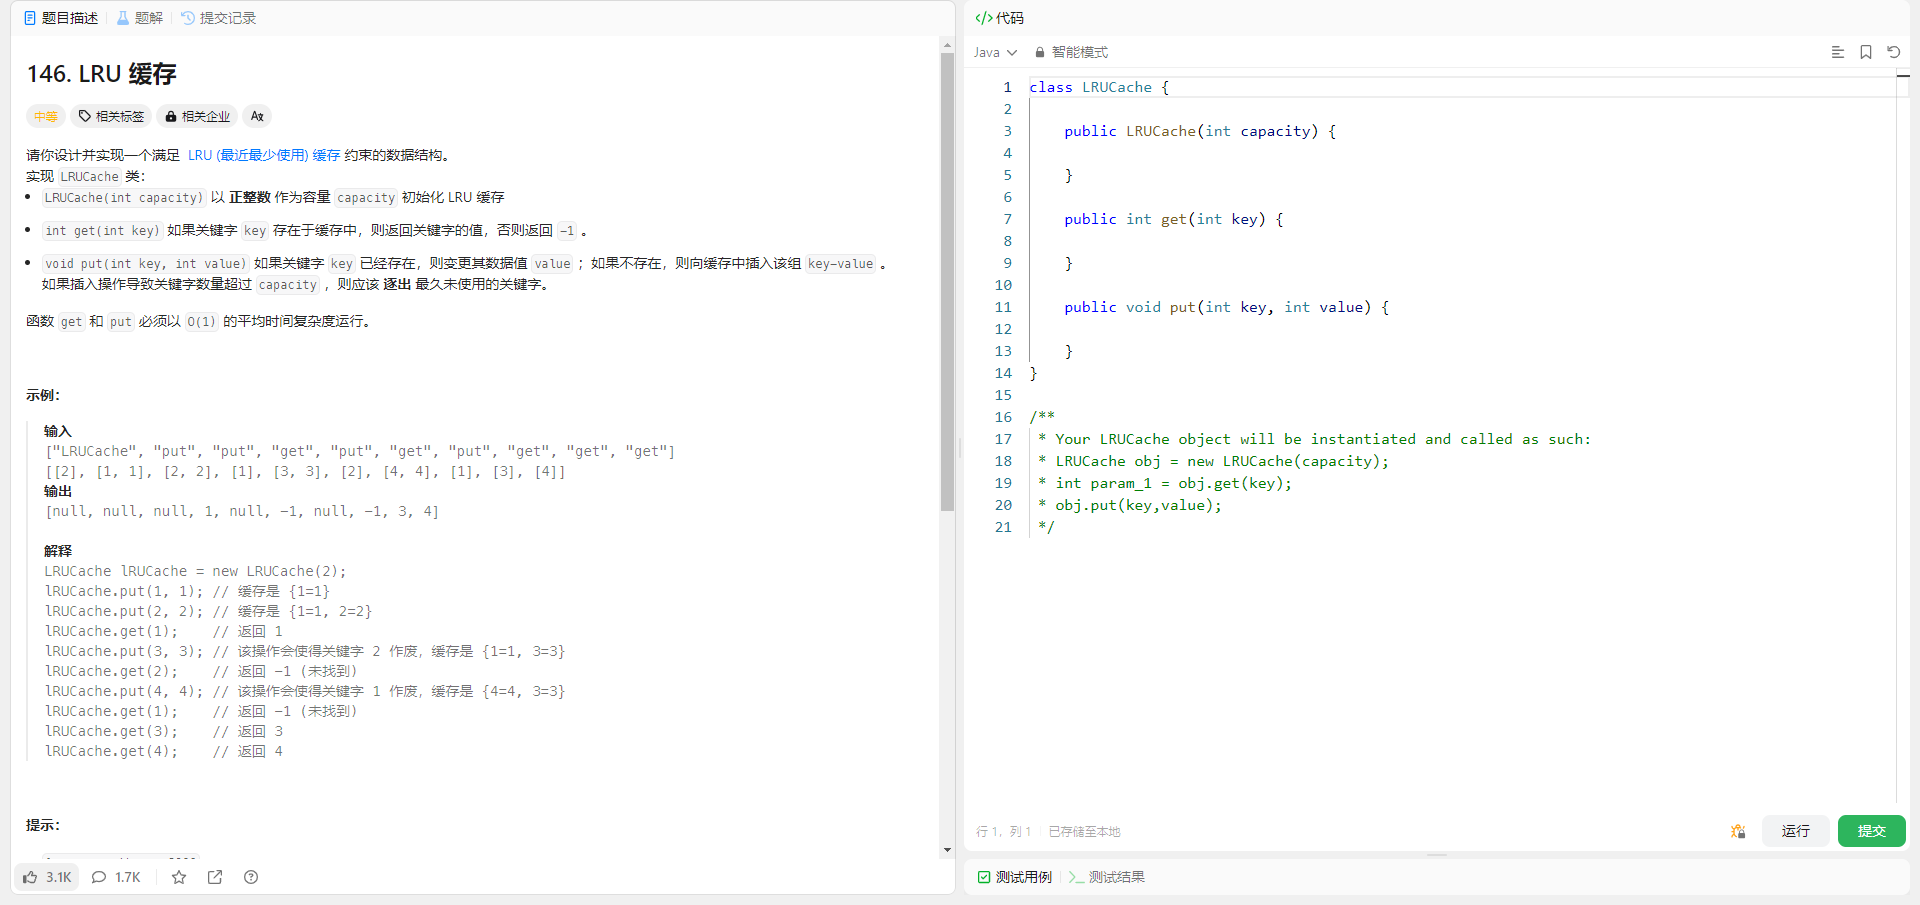 题目描述 题解 提交记录
146. LRU 缓存
中等 相关标签 相关企业 Aあ
请你设计并实现一个满足 LRU (最近最少使用) 缓存 约束的数据结构。
实现 LRUCache 类：
• LRUCache(int capacity) 以 正整数 作为容量 capacity 初始化 LRU 缓存
• int get(int key) 如果关键字 key 存在于缓存中，则返回关键字的值，否则返回 -1 。
• void put(int key, int value) 如果关键字 key 已经存在，则变更其数据值 value ；如果不存在，则向缓存中插入该组 key-value 。
如果插入操作导致关键字数量超过 capacity ，则应该 逐出 最久未使用的关键字。
函数 get 和 put 必须以 O(1) 的平均时间复杂度运行。
示例：
输入
["LRUCache", "put", "put", "get", "put", "get", "put", "get", "get", "get"]
[[2], [1, 1], [2, 2], [1], [3, 3], [2], [4, 4], [1], [3], [4]]
输出
[null, null, null, 1, null, -1, null, -1, 3, 4]
解释
LRUCache lRUCache = new LRUCache(2);
lRUCache.put(1, 1); // 缓存是 {1=1}
lRUCache.put(2, 2); // 缓存是 {1=1, 2=2}
lRUCache.get(1);    // 返回 1
lRUCache.put(3, 3); // 该操作会使得关键字 2 作废，缓存是 {1=1, 3=3}
lRUCache.get(2);    // 返回 -1 (未找到)
lRUCache.put(4, 4); // 该操作会使得关键字 1 作废，缓存是 {4=4, 3=3}
lRUCache.get(1);    // 返回 -1 (未找到)
lRUCache.get(3);    // 返回 3
lRUCache.get(4);    // 返回 4
提示：
3.1K 1.7K
</> 代码
Java 智能模式
1 class LRUCache {
2
3     public LRUCache(int capacity) {
4
5     }
6
7     public int get(int key) {
8
9     }
10
11     public void put(int key, int value) {
12
13     }
14 }
15
16 /**
17  * Your LRUCache object will be instantiated and called as such:
18  * LRUCache obj = new LRUCache(capacity);
19  * int param_1 = obj.get(key);
20  * obj.put(key,value);
21  */
行 1，列 1 已存储至本地 运行 提交
测试用例 测试结果